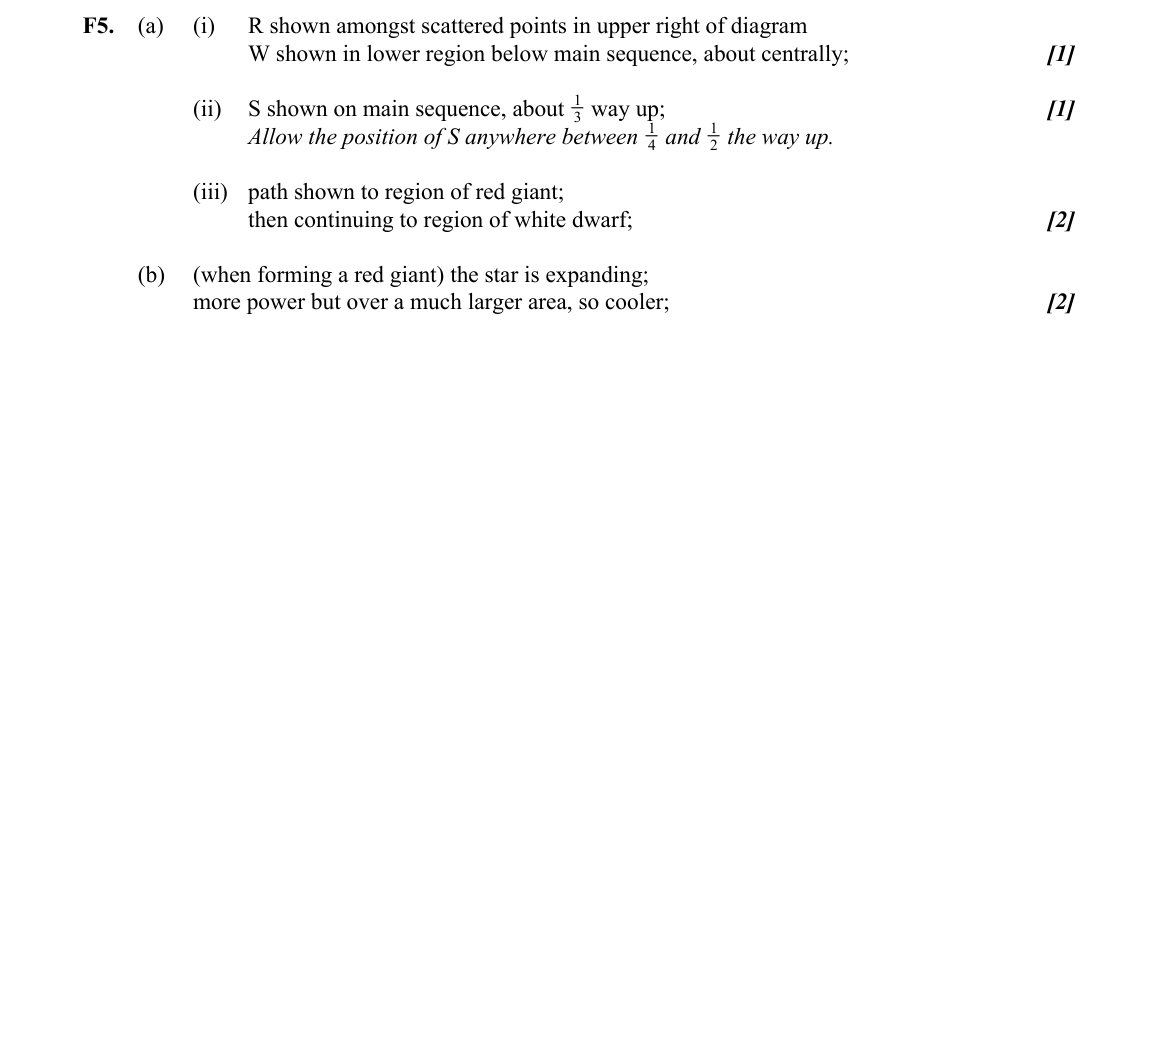 F5. (a) (i) R shown amongst scattered points in upper right of diagram
W shown in lower region below main sequence, about centrally; [1]
(ii) S shown on main sequence, about 1/3 way up; [1]
Allow the position of S anywhere between 1/4 and 1/2 the way up.
(iii) path shown to region of red giant;
then continuing to region of white dwarf; [2]
(b) (when forming a red giant) the star is expanding;
more power but over a much larger area, so cooler; [2]